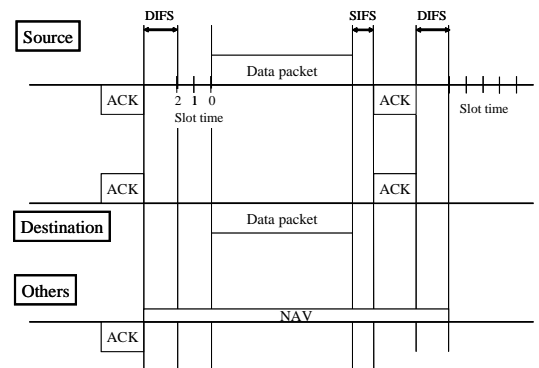 DIFS SIFS DIFS
Source
Data packet
ACK 2 1 0 ACK
Slot time Slot time
ACK ACK
Data packet
Destination
Others
NAV
ACK